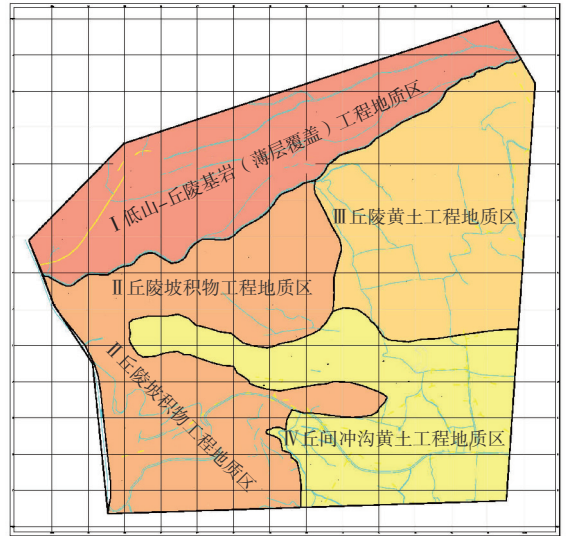 Ⅰ低山-丘陵基岩（薄层覆盖）工程地质区
Ⅲ丘陵黄土工程地质区
Ⅱ丘陵坡积物工程地质区
Ⅱ丘陵坡积物工程地质区
Ⅳ丘间冲沟黄土工程地质区